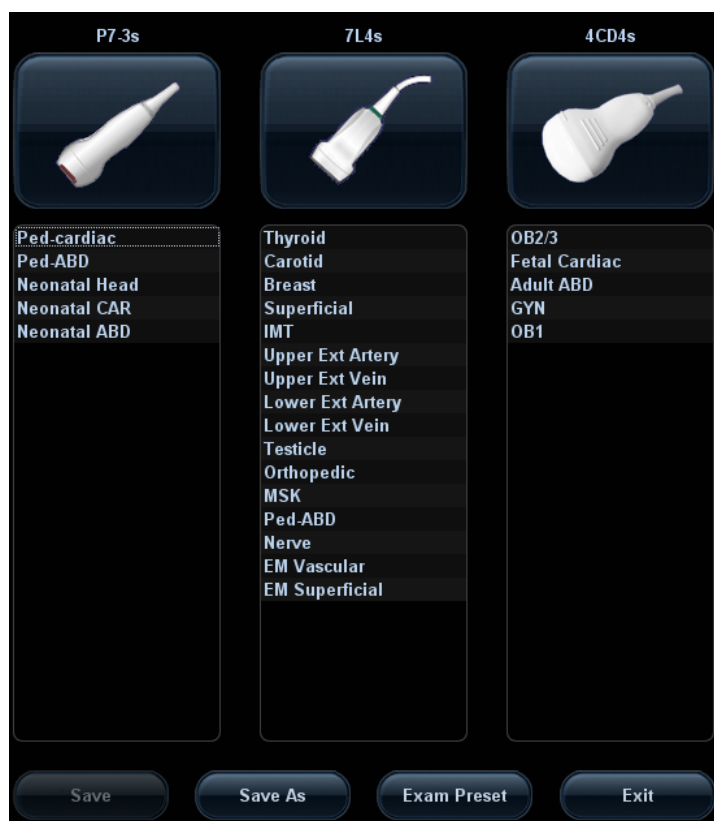 P7-3s
7L4s
4CD4s
Ped-cardiac
Ped-ABD
Neonatal Head
Neonatal CAR
Neonatal ABD
Thyroid
Carotid
Breast
Superficial
IMT
Upper Ext Artery
Upper Ext Vein
Lower Ext Artery
Lower Ext Vein
Testicle
Orthopedic
MSK
Ped-ABD
Nerve
EM Vascular
EM Superficial
OB2/3
Fetal Cardiac
Adult ABD
GYN
OB1
Save
Save As
Exam Preset
Exit